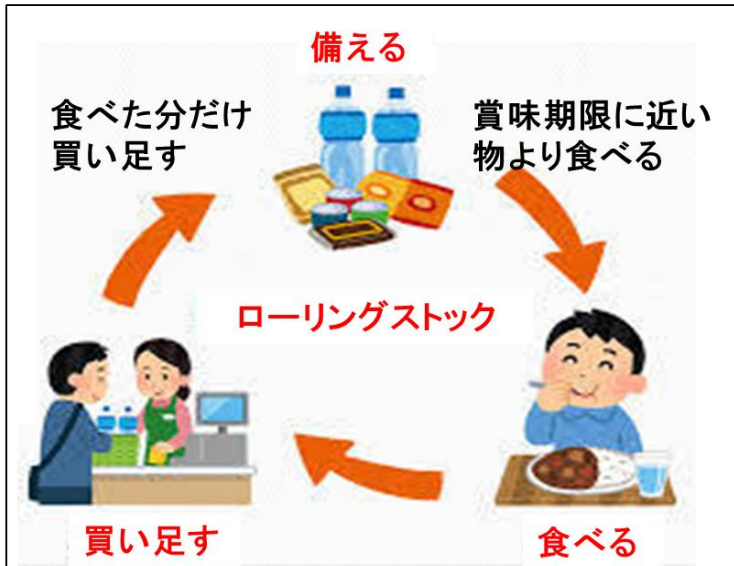 備える
食べた分だけ
買い足す
賞味期限に近い
物より食べる
ローリングストック
買い足す
食べる